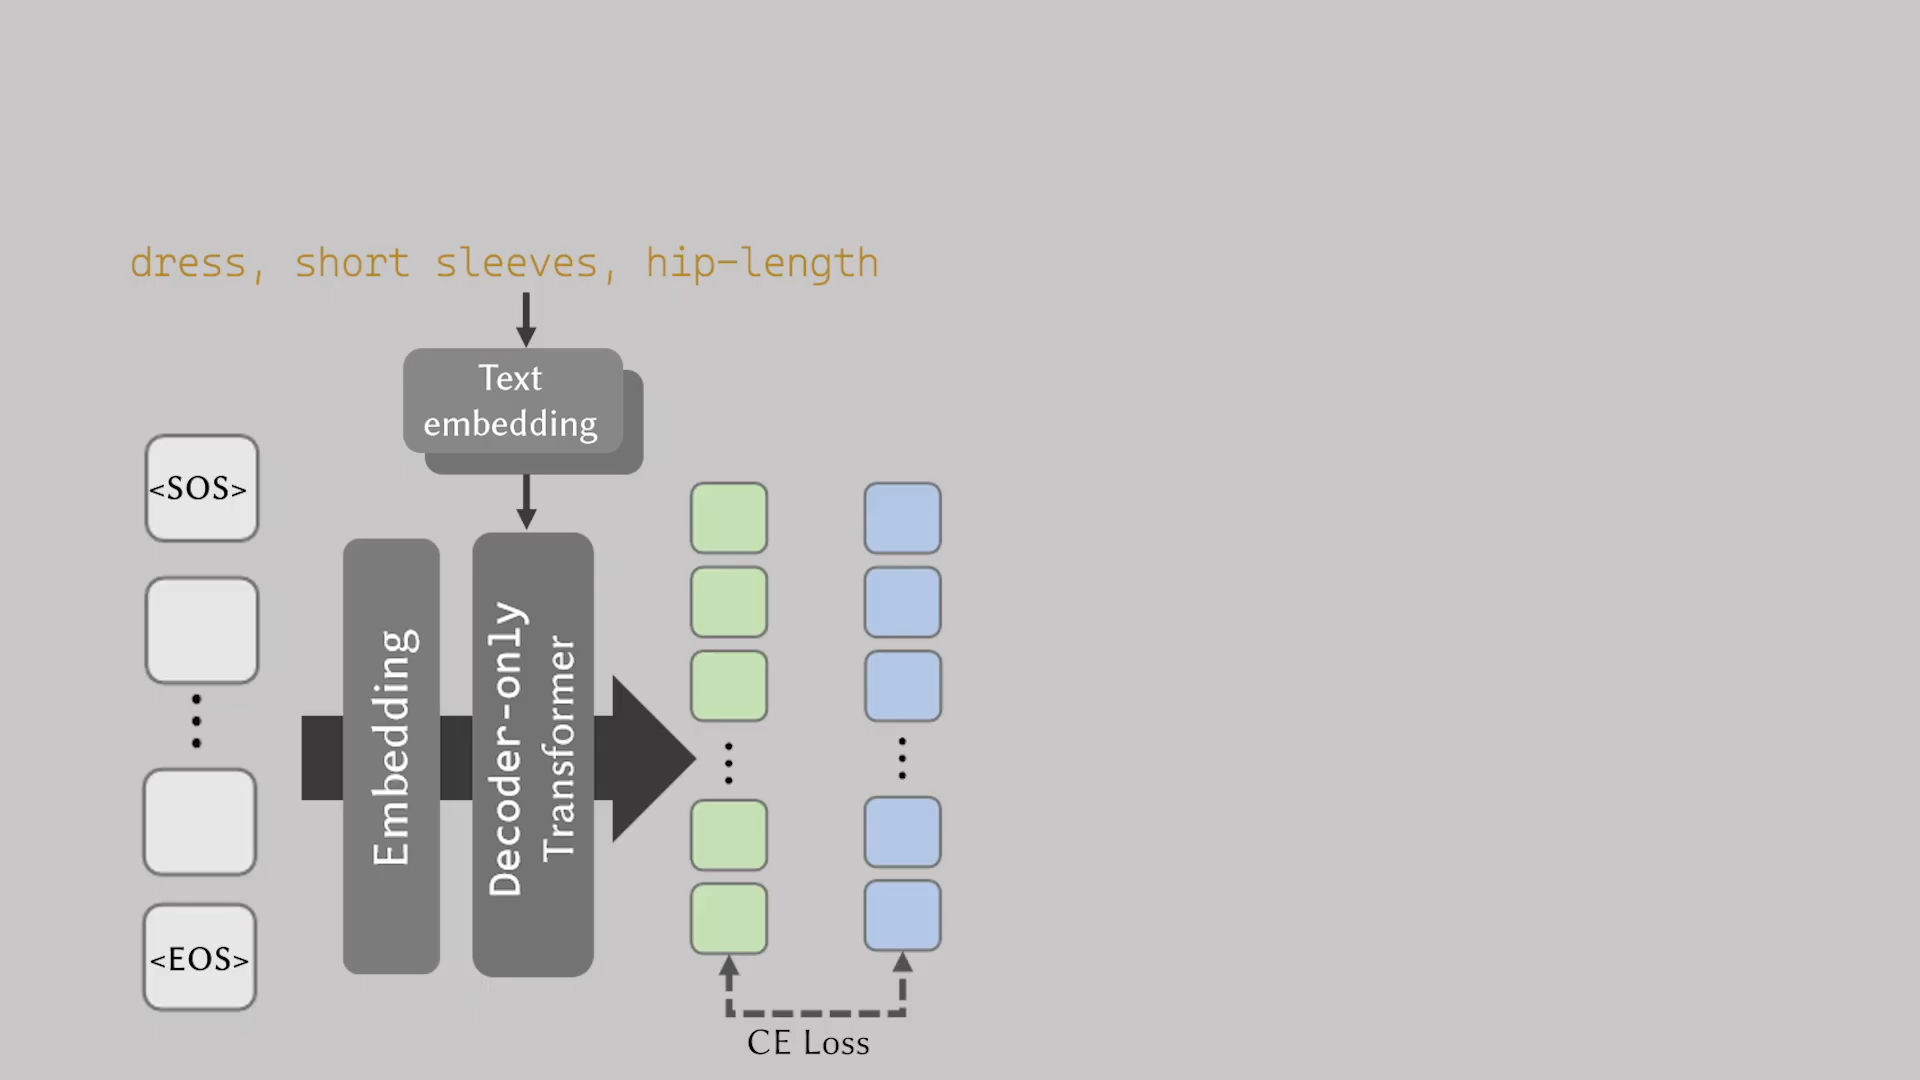 dress, short sleeves, hip-length
Text
embedding
<SOS>
Embedding
Decoder-only
Transformer
<EOS>
CE Loss